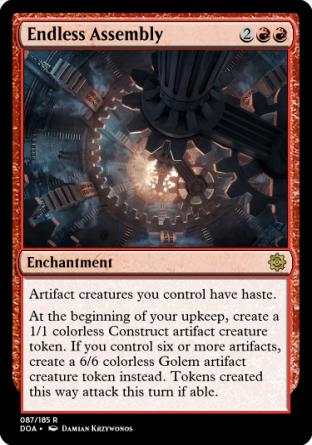 Endless Assembly 2
Enchantment
Artifact creatures you control have haste.
At the beginning of your upkeep, create a
1/1 colorless Construct artifact creature
token. If you control six or more artifacts,
create a 6/6 colorless Golem artifact
creature token instead. Tokens created
this way attack this turn if able.
087/185 R
DOA • Damian Krzywonos